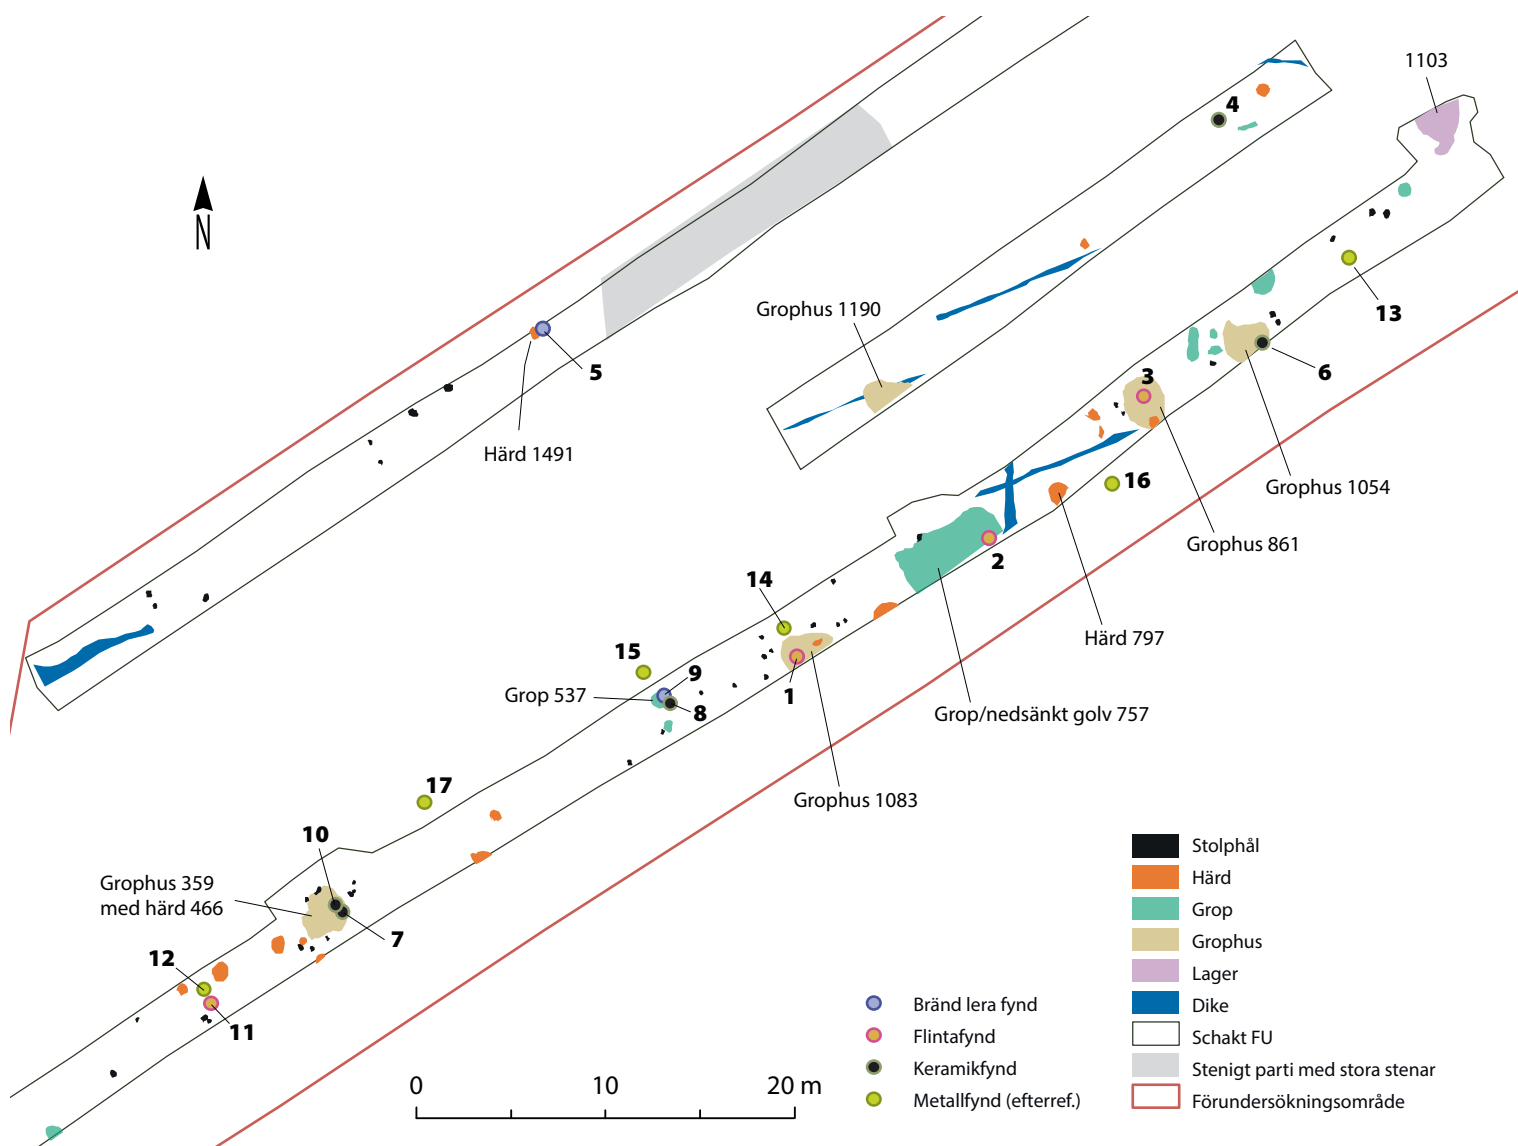 1103
4
N
Grophus 1190
13
5
3
6
Härd 1491
16
Grophus 1054
Grophus 861
2
14
Härd 797
15
9
Grop 537
8
1
Grop/nedsänkt golv 757
17
Grophus 1083
10
Stolphål
Härd
Grophus 359
med härd 466
Grop
7
Grophus
12
Lager
Bränd lera fynd
Dike
11
Flintafynd
Schakt FU
Keramikfynd
Stenigt parti med stora stenar
0 10 20 m
Metallfynd (efterref.)
Förundersökningsområde